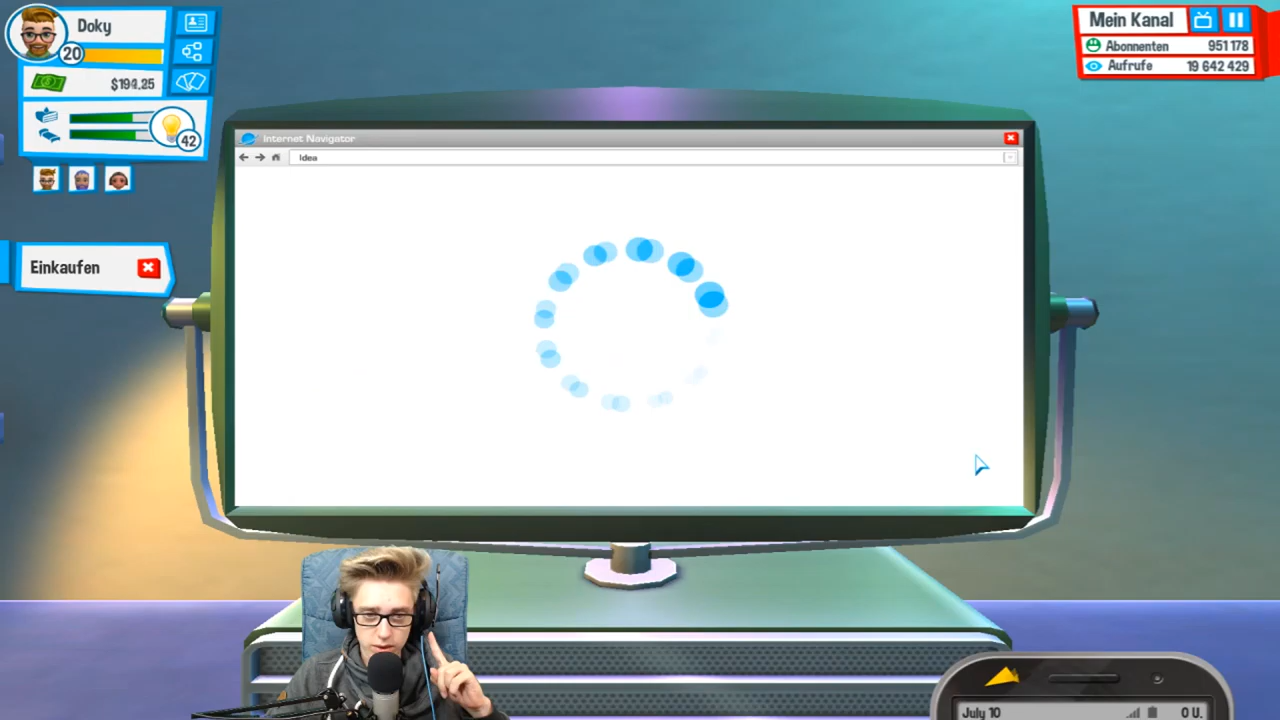 Doky
20
$194.25
42
Einkaufen
Internet Navigator
Idea
Mein Kanal
Abonnenten 951 178
Aufrufe 19 642 429
July 10
0 U.